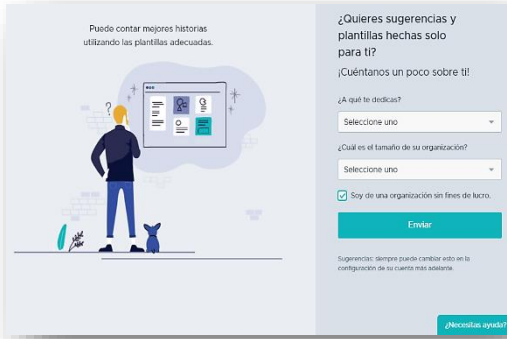 Puede contar mejores historias
utilizando las plantillas adecuadas.
¿Quieres sugerencias y
plantillas hechas solo
para ti?
¡Cuéntanos un poco sobre ti!
¿A qué te dedicas?
Seleccione uno
¿Cuál es el tamaño de su organización?
Seleccione uno
Soy de una organización sin fines de lucro.
Enviar
Sugerencias: siempre puede cambiar esto en la
configuración de su cuenta más adelante.
¿Necesitas ayuda?